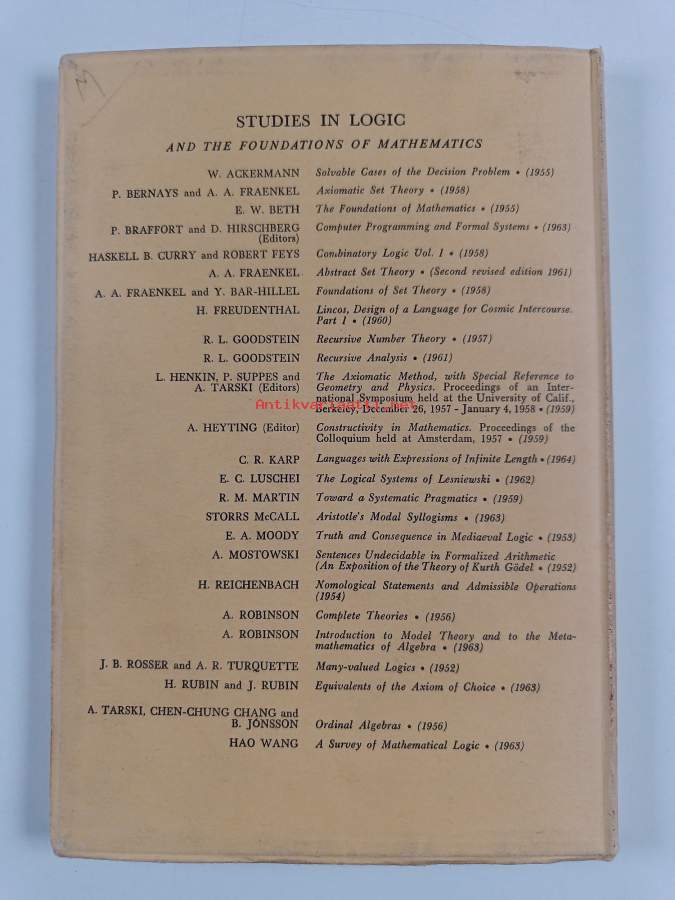 STUDIES IN LOGIC
AND THE FOUNDATIONS OF MATHEMATICS
W. ACKERMANN Solvable Cases of the Decision Problem • (1955)
P. BERNAYS and A. A. FRAENKEL Axiomatic Set Theory • (1958)
E. W. BETH The Foundations of Mathematics • (1955)
P. BRAFFORT and D. HIRSCHBERG Computer Programming and Formal Systems • (1963)
(Editors)
HASKELL B. CURRY and ROBERT FEYS Combinatory Logic Vol. I • (1958)
A. A. FRAENKEL Abstract Set Theory • (Second revised edition 1961)
A. A. FRAENKEL and Y. BAR-HILLEL Foundations of Set Theory • (1958)
H. FREUDENTHAL Lincos, Design of a Language for Cosmic Intercourse.
Part I • (1960)
R. L. GOODSTEIN Recursive Number Theory • (1957)
R. L. GOODSTEIN Recursive Analysis • (1961)
L. HENKIN, P. SUPPES and The Axiomatic Method, with Special Reference to
A. TARSKI (Editors) Geometry and Physics. Proceedings of an Inter-
national Symposium held at the University of Calif.,
Berkeley, December 26, 1957 - January 4, 1958 • (1959)
Antikvariaatti.net
A. HEYTING (Editor) Constructivity in Mathematics. Proceedings of the
Colloquium held at Amsterdam, 1957 • (1959)
C. R. KARP Languages with Expressions of Infinite Length • (1964)
E. C. LUSCHEI The Logical Systems of Lesniewski • (1962)
R. M. MARTIN Toward a Systematic Pragmatics • (1959)
STORRS McCALL Aristotle's Modal Syllogisms • (1963)
E. A. MOODY Truth and Consequence in Mediaeval Logic • (1953)
A. MOSTOWSKI Sentences Undecidable in Formalized Arithmetic
(An Exposition of the Theory of Kurth Gödel • (1952)
H. REICHENBACH Nomological Statements and Admissible Operations
(1954)
A. ROBINSON Complete Theories • (1956)
A. ROBINSON Introduction to Model Theory and to the Meta-
mathematics of Algebra • (1963)
J. B. ROSSER and A. R. TURQUETTE Many-valued Logics • (1952)
H. RUBIN and J. RUBIN Equivalents of the Axiom of Choice • (1963)
A. TARSKI, CHEN-CHUNG CHANG and
B. JÓNSSON Ordinal Algebras • (1956)
HAO WANG A Survey of Mathematical Logic • (1963)